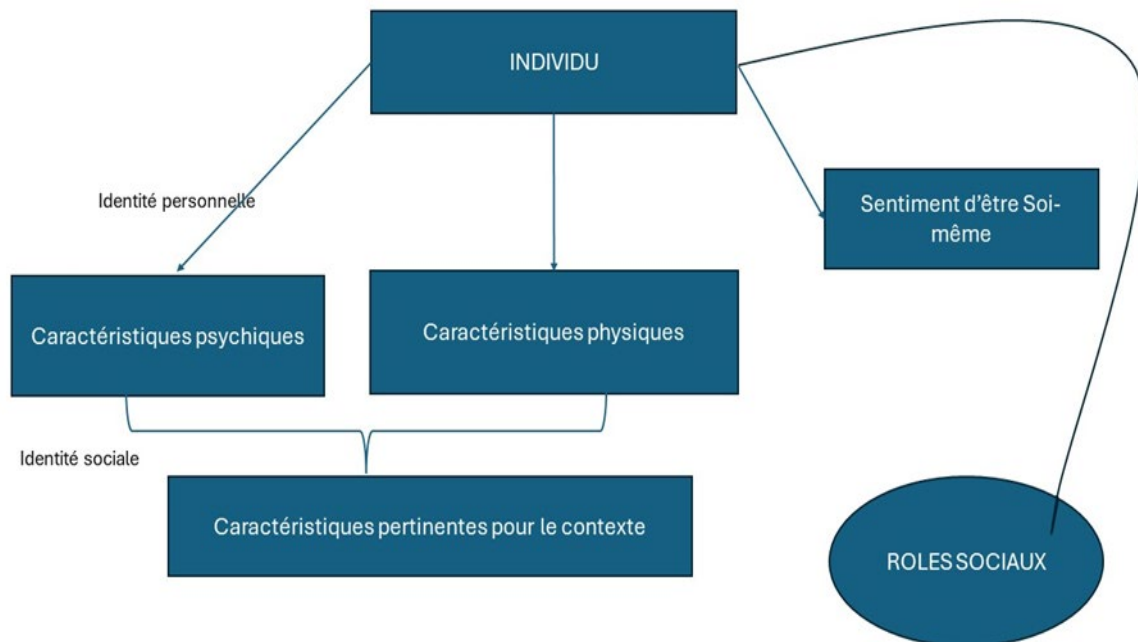 INDIVIDU
Identité personnelle
Sentiment d'être Soi-
même
Caractéristiques psychiques
Caractéristiques physiques
Identité sociale
Caractéristiques pertinentes pour le contexte
ROLES SOCIAUX